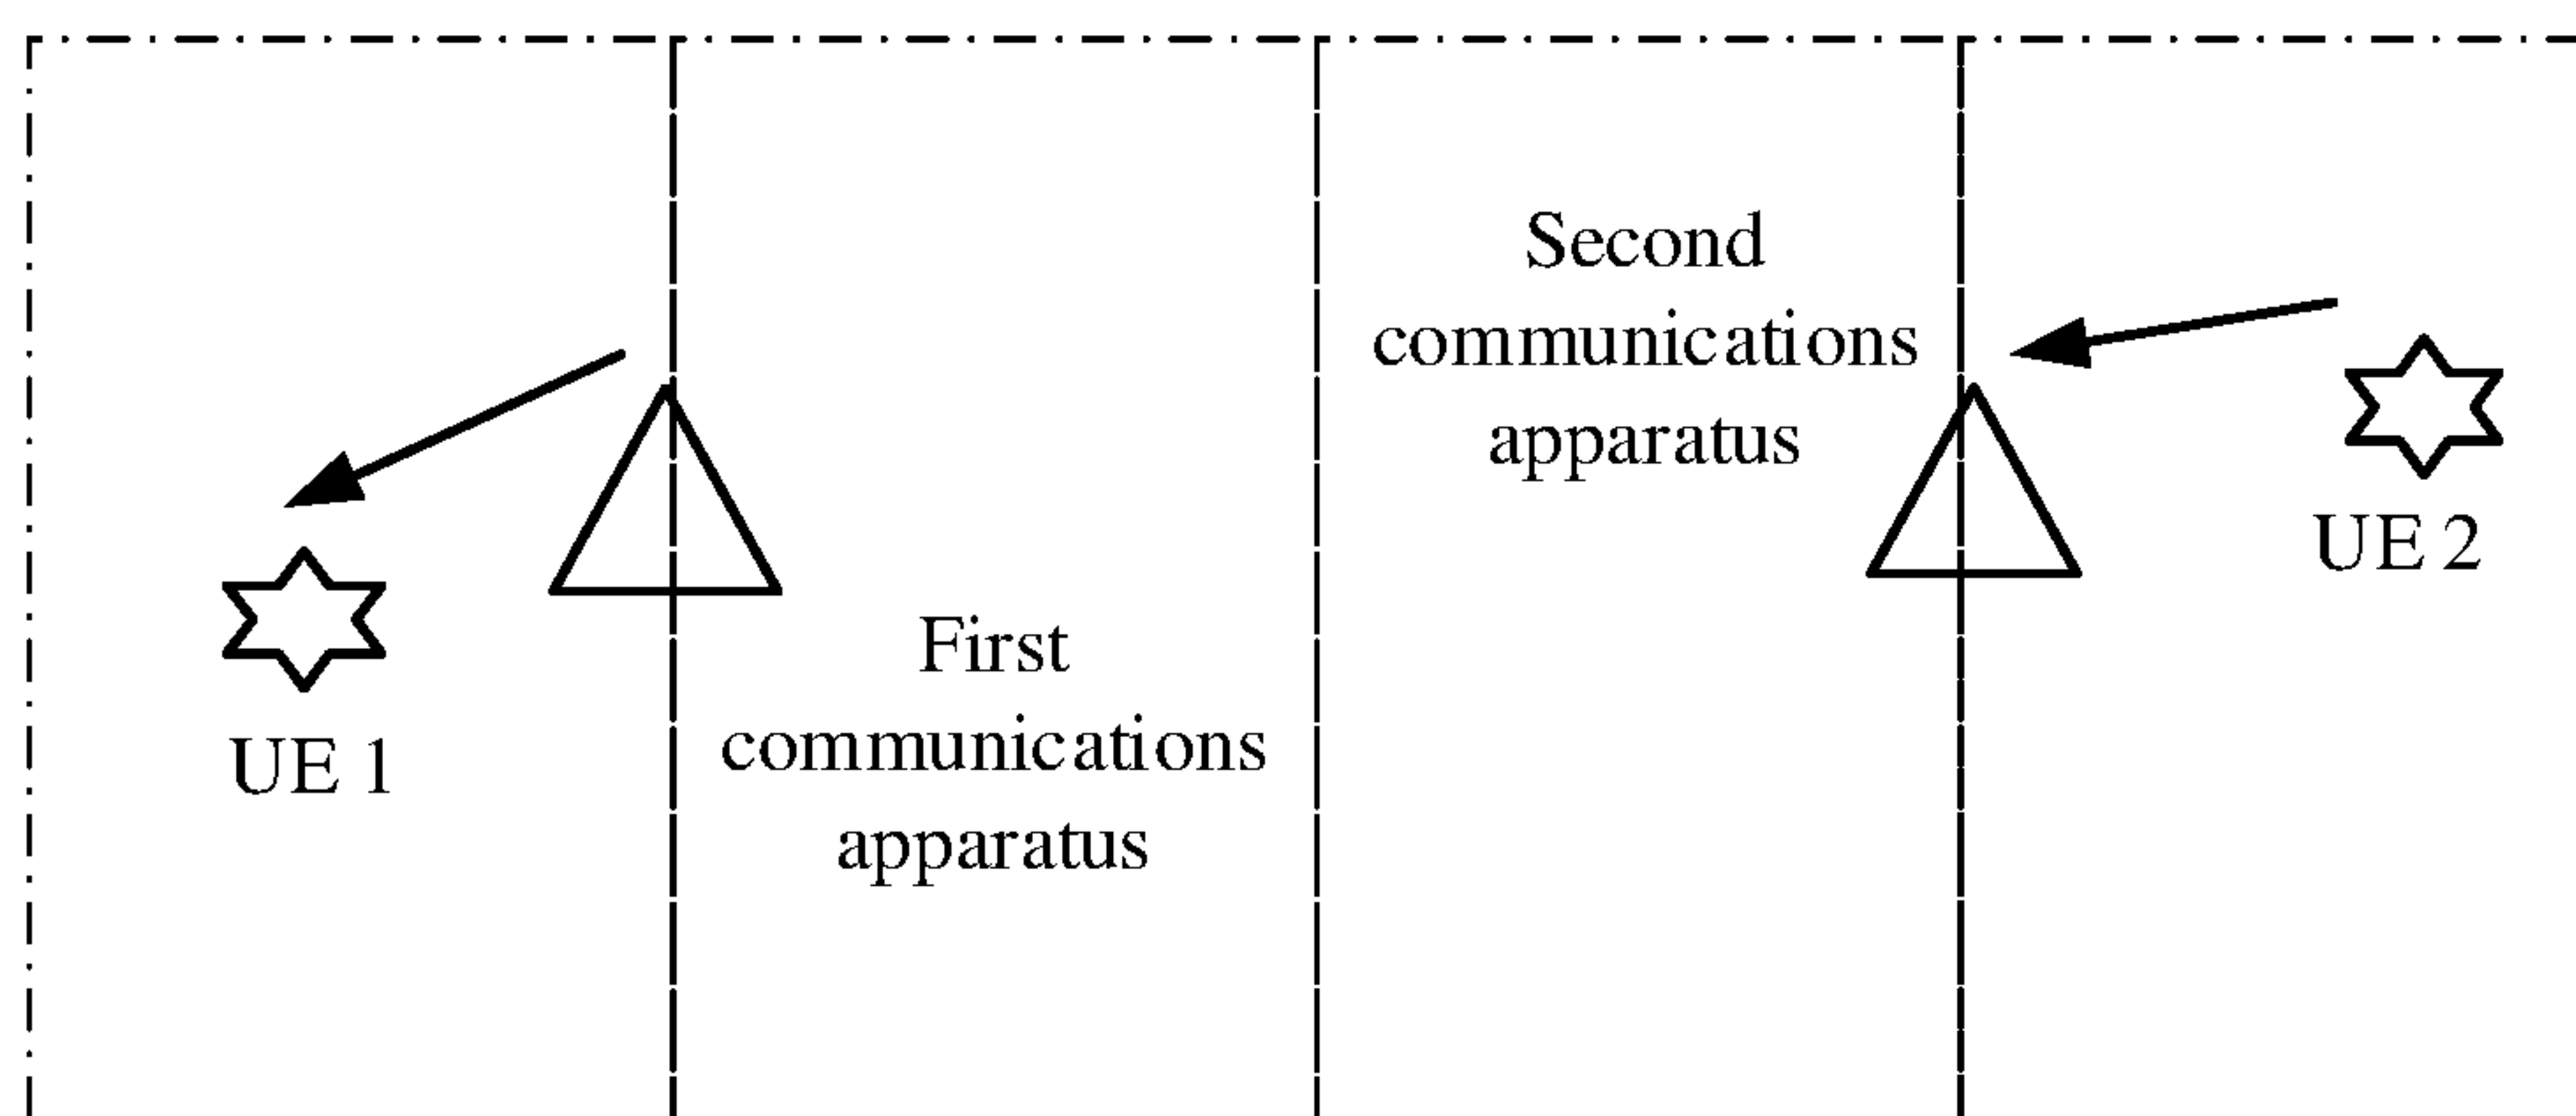 UE 1
First
communications
apparatus
Second
communications
apparatus
UE 2